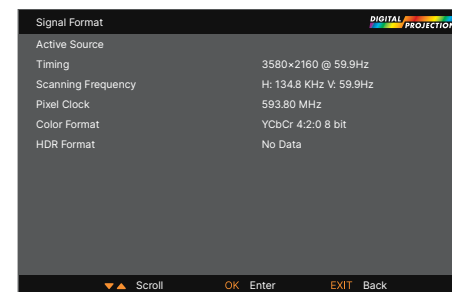 Signal Format
DIGITAL
PROJECTION
Active Source
Timing 3580×2160 @ 59.9Hz
Scanning Frequency H: 134.8 KHz V: 59.9Hz
Pixel Clock 593.80 MHz
Color Format YCbCr 4:2:0 8 bit
HDR Format No Data
Scroll OK Enter EXIT Back